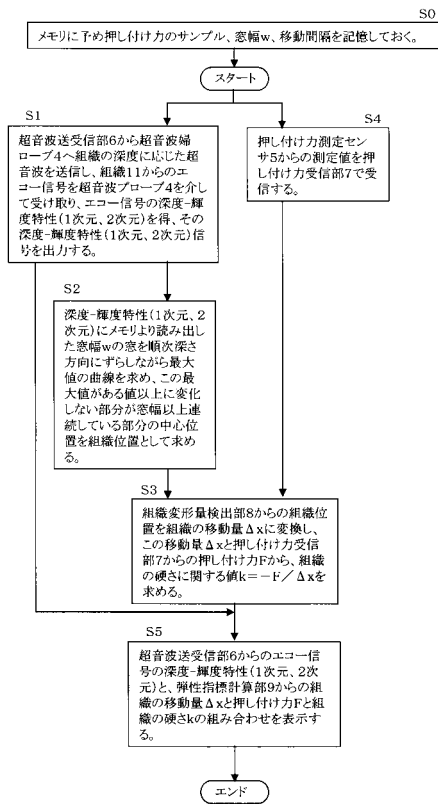 S0
メモリに予め押し付け力のサンプル、窓幅w、移動間隔を記憶しておく。
スタート
S1
超音波送受信部6から超音波婦
ローブ4へ組織の深度に応じた超
音波を送信し、組織11からのエ
コー信号を超音波プローブ4を介し
て受け取り、エコー信号の深度-輝
度特性(1次元、2次元)を得、その
深度-輝度特性(1次元、2次元)信
号を出力する。
S4
押し付け力測定セン
サ5からの測定値を押
し付け力受信部7で受
信する。
S2
深度-輝度特性(1次元、2
次元)にメモリより読み出し
た窓幅wの窓を順次深さ
方向にずらしながら最大
値の曲線を求め、この最
大値がある値以上に変化
しない部分が窓幅以上連
続している部分の中心位
置を組織位置として求め
る。
S3
組織変形量検出部8からの組織位
置を組織の移動量Δxに変換し、
この移動量Δxと押し付け力受信
部7からの押し付け力Fから、組織
の硬さに関する値k=-F/Δxを
求める。
S5
超音波送受信部6からのエコー信
号の深度-輝度特性(1次元、2次
元)と、弾性指標計算部9からの組
織の移動量Δxと押し付け力Fと
組織の硬さkの組み合わせを表示す
る。
エンド